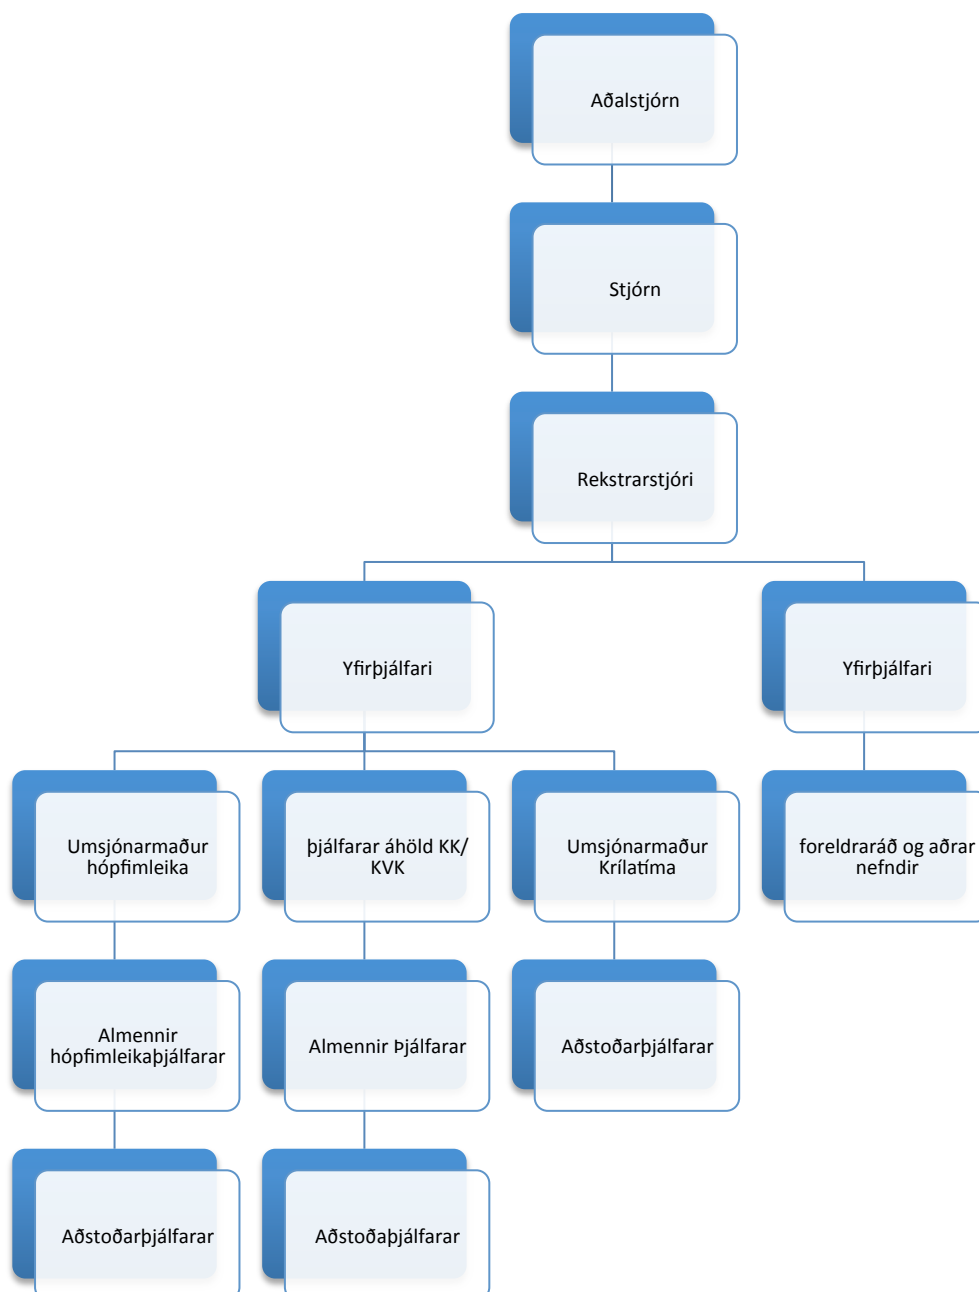 Aðalstjórn
Stjórn
Rekstrarstjóri
Yfirþjálfari
Yfirþjálfari
Umsjónarmaður
hópfimleika
þjálfarar áhöld KK/
KVK
Umsjónarmaður
Krílatíma
foreldraráð og aðrar
nefndir
Almennir
hópfimleikaþjálfarar
Almennir Þjálfarar
Aðstoðarþjálfarar
Aðstoðarþjálfarar
Aðstoðaþjálfarar